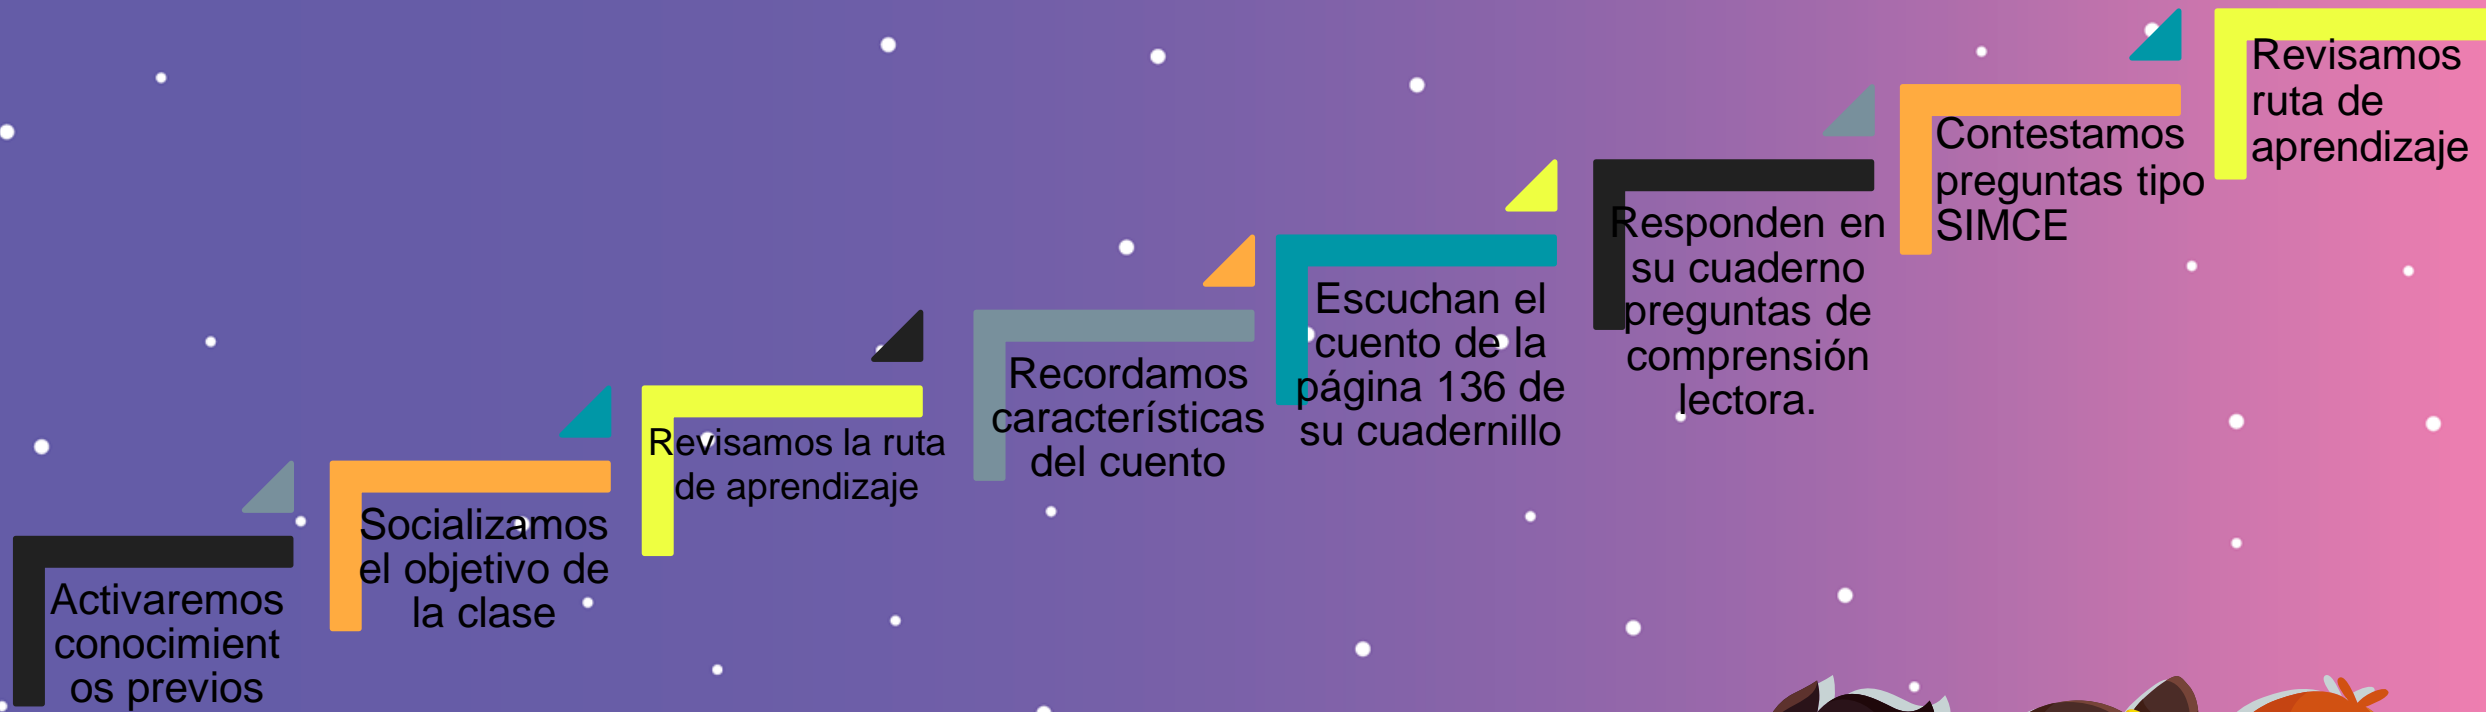 Activaremos
conocimient
os previos
Socializamos
el objetivo de
la clase
Revisamos la ruta
de aprendizaje
Recordamos
características
del cuento
Escuchan el
cuento de la
página 136 de
su cuadernillo
Responden en
su cuaderno
preguntas de
comprensión
lectora.
Contestamos
preguntas tipo
SIMCE
Revisamos
ruta de
aprendizaje